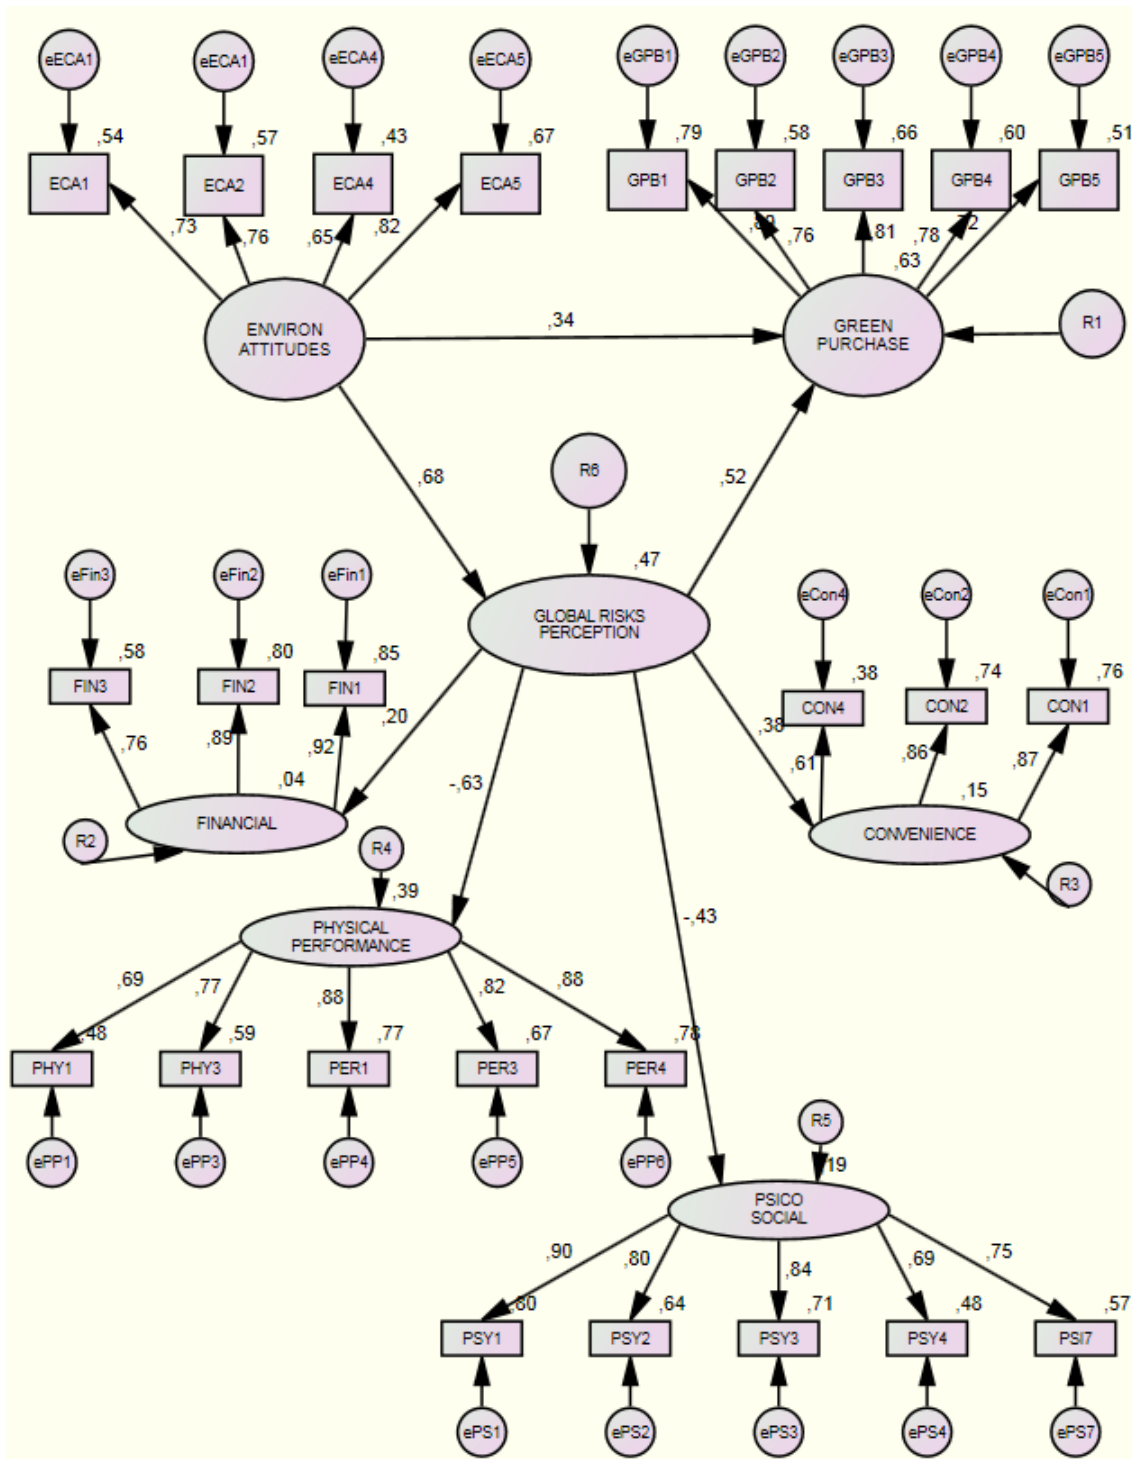 eECA1
eECA1
eECA4
eECA5
eGPB1
eGPB2
eGPB3
eGPB4
eGPB5
,54
,57
,43
,67
,79
,58
,66
,60
,51
ECA1
ECA2
ECA4
ECA5
GPB1
GPB2
GPB3
GPB4
GPB5
,73
,76
,65
,82
,76
,81
,78
,63
ENVIRON
ATTITUDES
,34
GREEN
PURCHASE
R1
,68
R6
,52
,47
GLOBAL RISKS
PERCEPTION
eFin3
eFin2
eFin1
eCon4
eCon2
eCon1
,58
,80
,85
,38
,74
,76
FIN3
FIN2
FIN1
CON4
CON2
CON1
,76
,89
,92
,20
,38
,61
,86
,87
,04
-,63
,15
FINANCIAL
CONVENIENCE
R2
R4
R3
,39
-,43
PHYSICAL
PERFORMANCE
,69
,77
,88
,82
,88
,48
,59
,77
,67
,78
PHY1
PHY3
PER1
PER3
PER4
ePP1
ePP3
ePP4
ePP5
ePP6
R5
,19
PSICO
SOCIAL
,90
,80
,84
,69
,75
,80
,64
,71
,48
,57
PSY1
PSY2
PSY3
PSY4
PSI7
ePS1
ePS2
ePS3
ePS4
ePS7